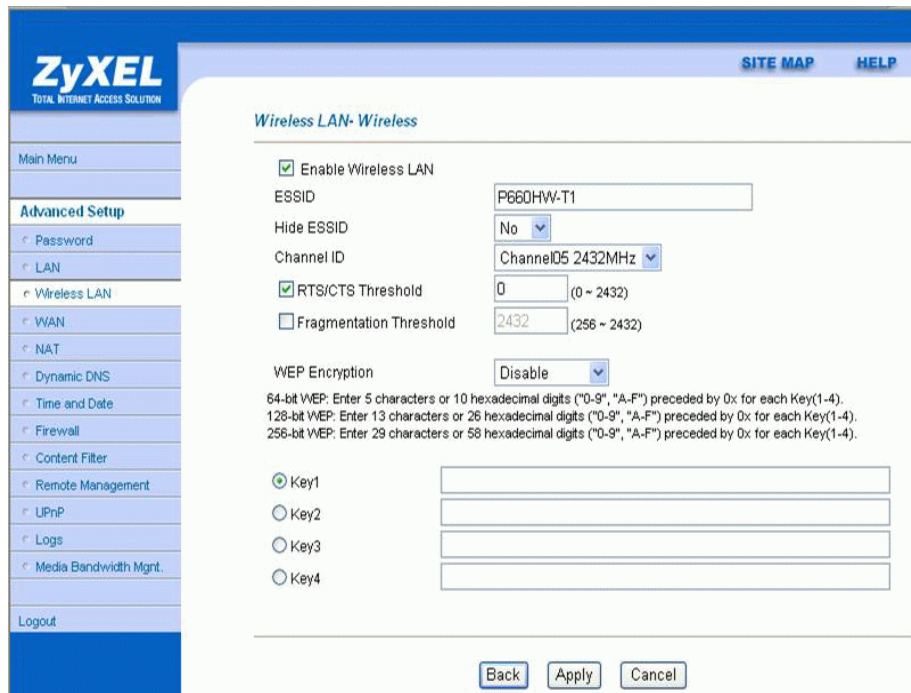 ZyXEL
TOTAL INTERNET ACCESS SOLUTION
SITE MAP HELP
Main Menu
Advanced Setup
Password
LAN
Wireless LAN
WAN
NAT
Dynamic DNS
Time and Date
Firewall
Content Filter
Remote Management
UPnP
Logs
Media Bandwidth Mgnt.
Logout
Wireless LAN- Wireless
Enable Wireless LAN
ESSID P660HW-T1
Hide ESSID No
Channel ID Channel05 2432MHz
RTS/CTS Threshold 0 (0 ~ 2432)
Fragmentation Threshold 2432 (256 ~ 2432)
WEP Encryption Disable
64-bit WEP: Enter 5 characters or 10 hexadecimal digits ("0-9", "A-F") preceded by 0x for each Key(1-4).
128-bit WEP: Enter 13 characters or 26 hexadecimal digits ("0-9", "A-F") preceded by 0x for each Key(1-4).
256-bit WEP: Enter 29 characters or 58 hexadecimal digits ("0-9", "A-F") preceded by 0x for each Key(1-4).
Key1
Key2
Key3
Key4
Back Apply Cancel